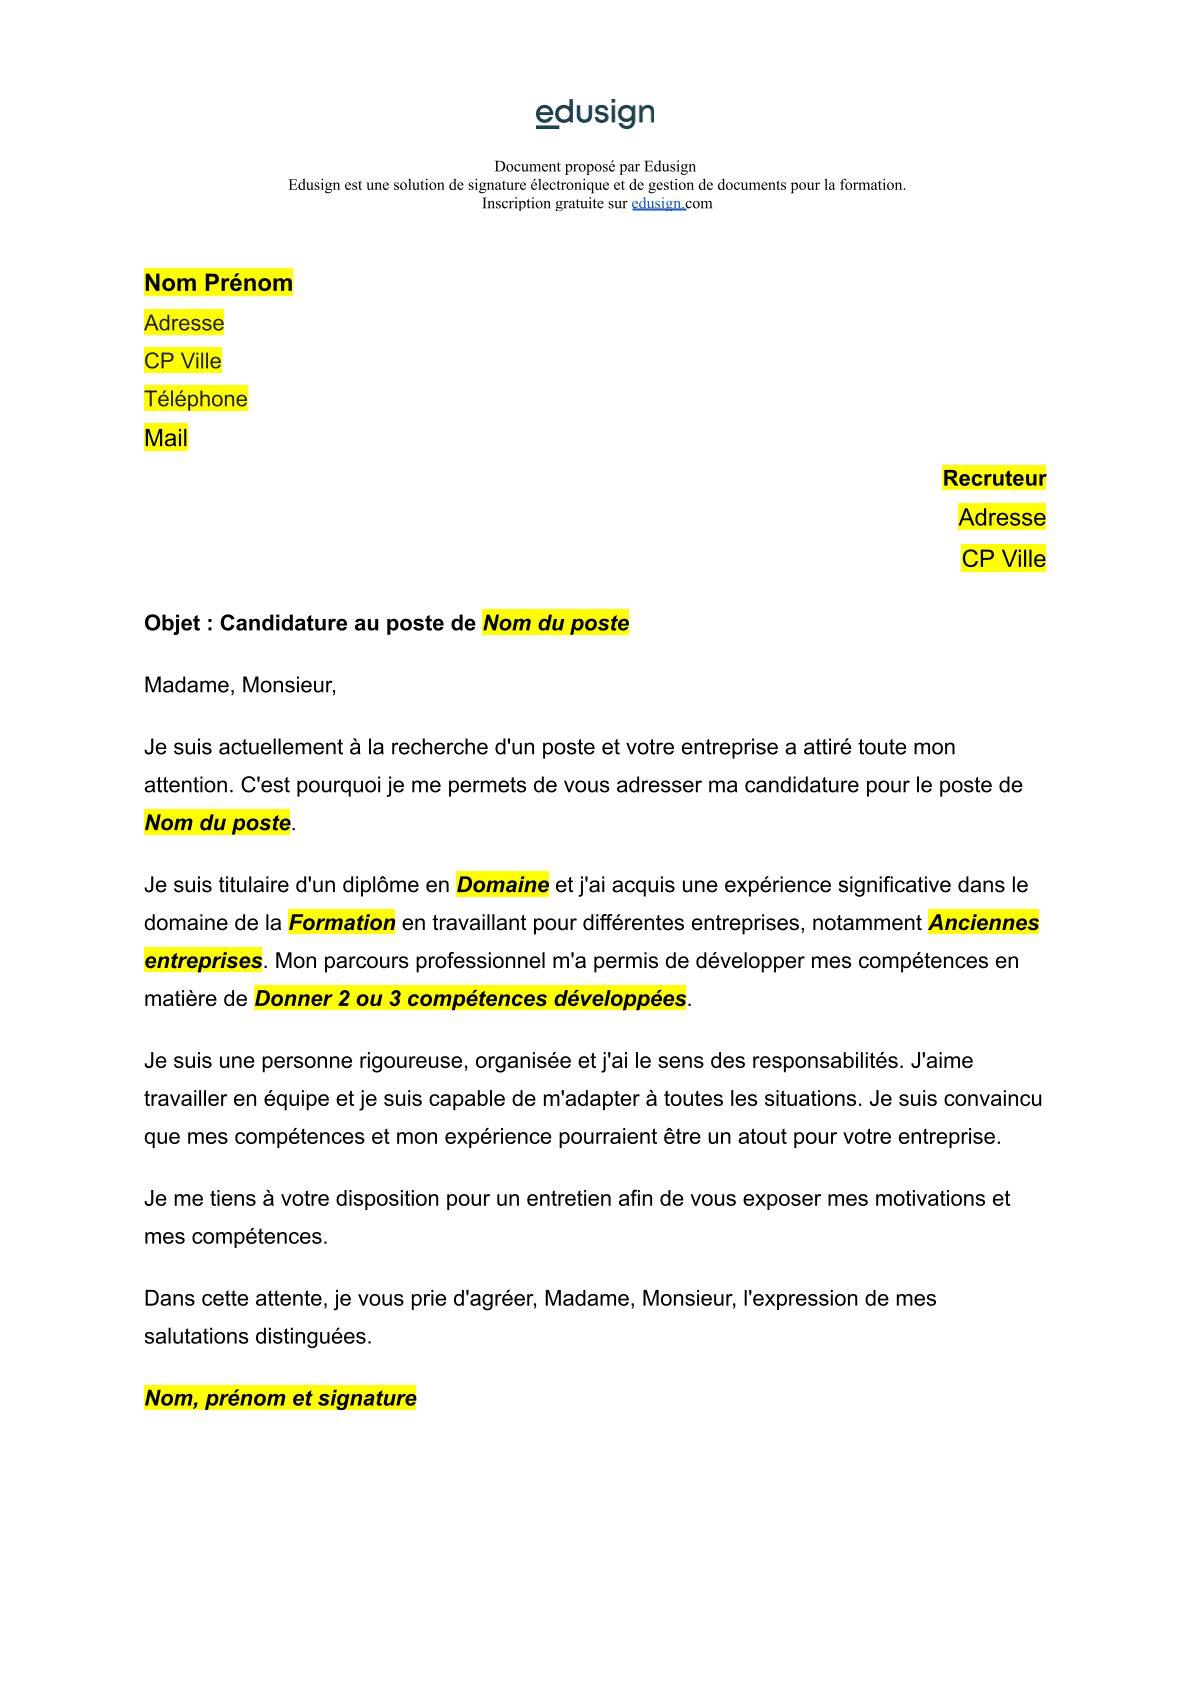 edusign
Document proposé par Edusign
Edusign est une solution de signature électronique et de gestion de documents pour la formation.
Inscription gratuite sur edusign.com
Nom Prénom
Adresse
CP Ville
Téléphone
Mail
Recruteur
Adresse
CP Ville
Objet : Candidature au poste de Nom du poste
Madame, Monsieur,
Je suis actuellement à la recherche d'un poste et votre entreprise a attiré toute mon
attention. C'est pourquoi je me permets de vous adresser ma candidature pour le poste de
Nom du poste.
Je suis titulaire d'un diplôme en Domaine et j'ai acquis une expérience significative dans le
domaine de la Formation en travaillant pour différentes entreprises, notamment Anciennes
entreprises. Mon parcours professionnel m'a permis de développer mes compétences en
matière de Donner 2 ou 3 compétences développées.
Je suis une personne rigoureuse, organisée et j'ai le sens des responsabilités. J'aime
travailler en équipe et je suis capable de m'adapter à toutes les situations. Je suis convaincu
que mes compétences et mon expérience pourraient être un atout pour votre entreprise.
Je me tiens à votre disposition pour un entretien afin de vous exposer mes motivations et
mes compétences.
Dans cette attente, je vous prie d'agréer, Madame, Monsieur, l'expression de mes
salutations distinguées.
Nom, prénom et signature